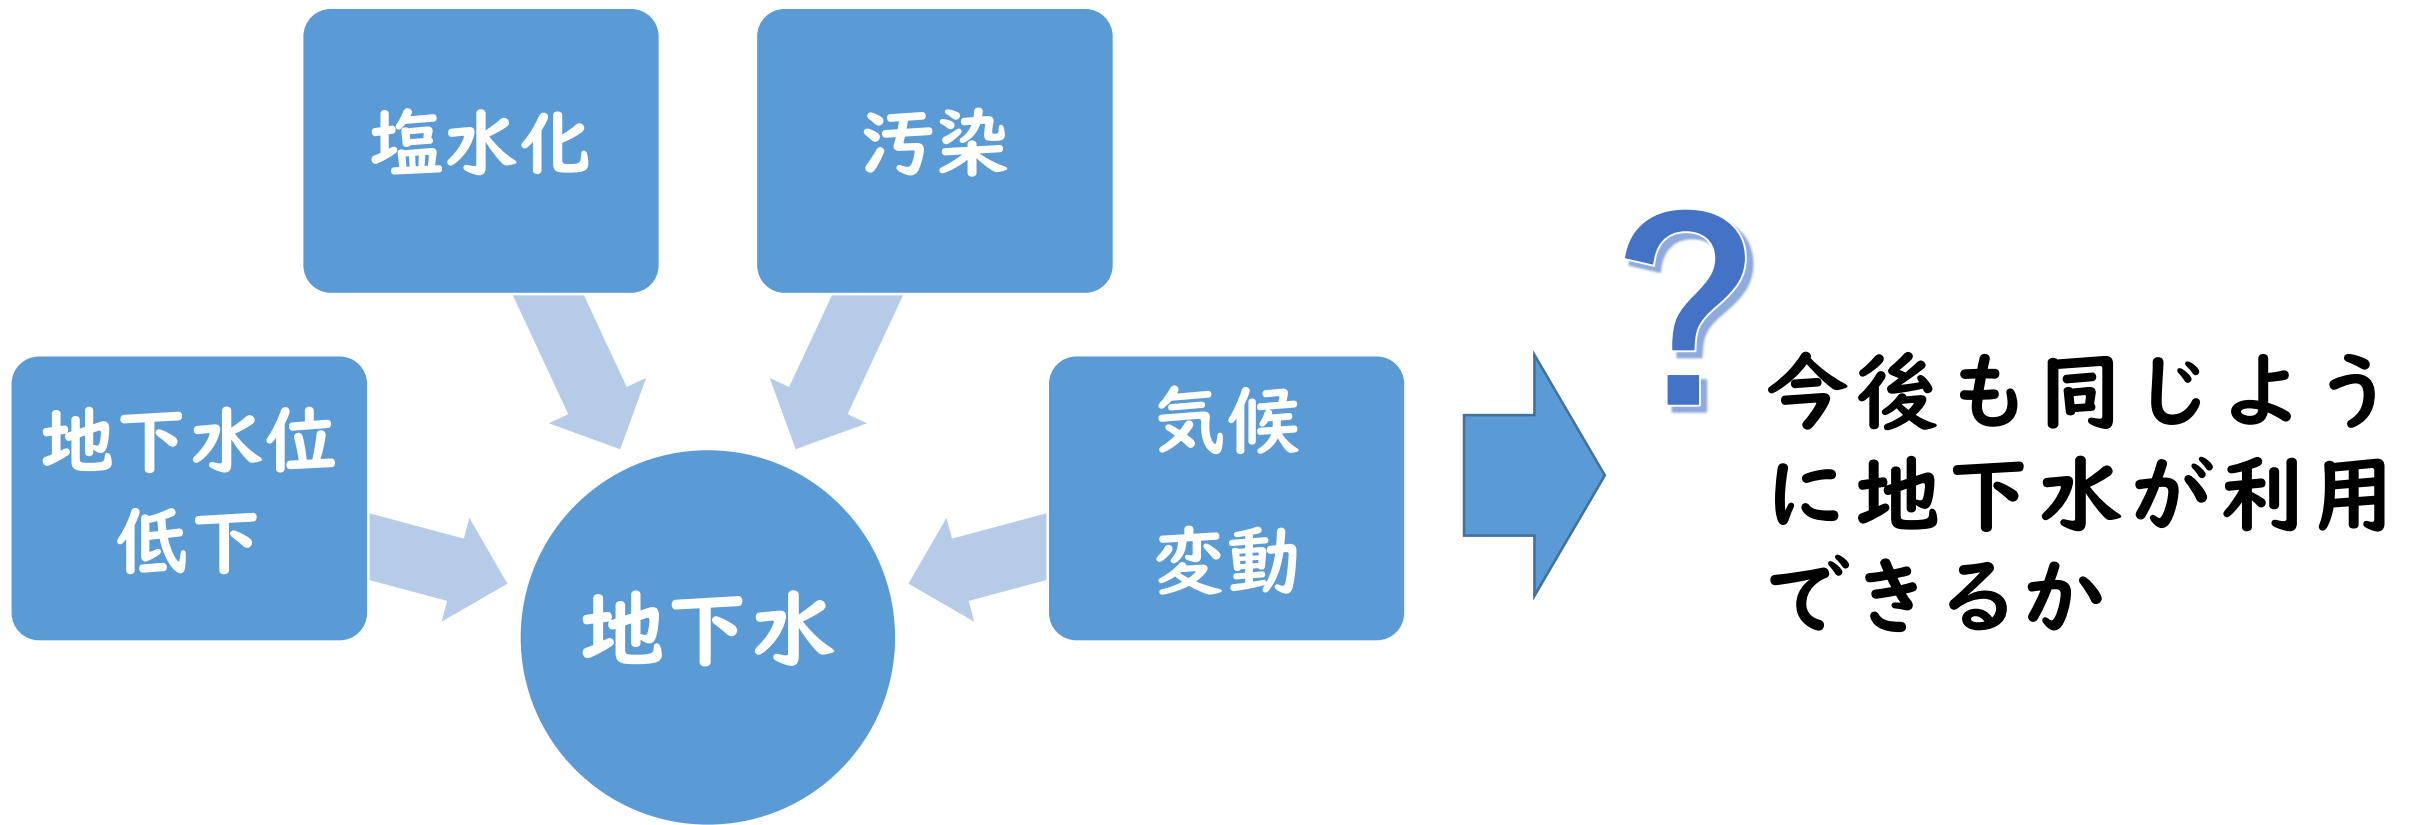 塩水化
汚染
地下水位
低下
気候
変動
地下水
?
今後も同じよう
に地下水が利用
できるか